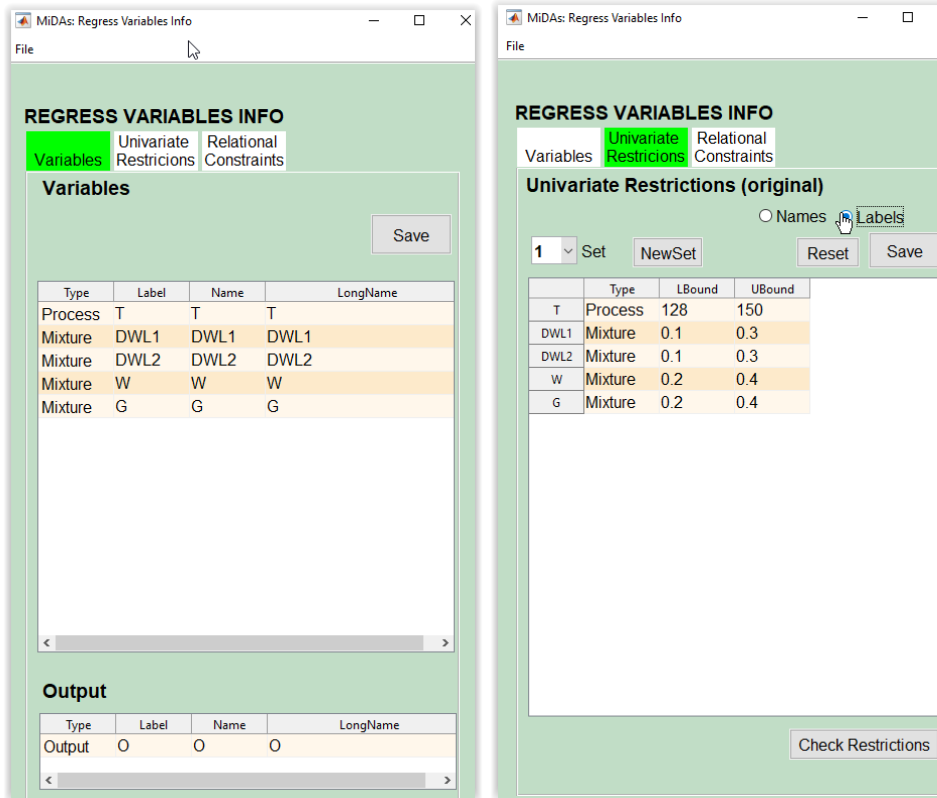 MiDAs: Regress Variables Info
File
REGRESS VARIABLES INFO
Variables
Univariate Restricions
Relational Constraints
Variables
Save
Type Label Name LongName
Process T T T
Mixture DWL1 DWL1 DWL1
Mixture DWL2 DWL2 DWL2
Mixture W W W
Mixture G G G
Output
Type Label Name LongName
Output O O O
MiDAs: Regress Variables Info
File
REGRESS VARIABLES INFO
Variables
Univariate Restricions
Relational Constraints
Univariate Restrictions (original)
Names Labels
1 Set NewSet Reset Save
Type LBound UBound
T Process 128 150
DWL1 Mixture 0.1 0.3
DWL2 Mixture 0.1 0.3
W Mixture 0.2 0.4
G Mixture 0.2 0.4
Check Restrictions